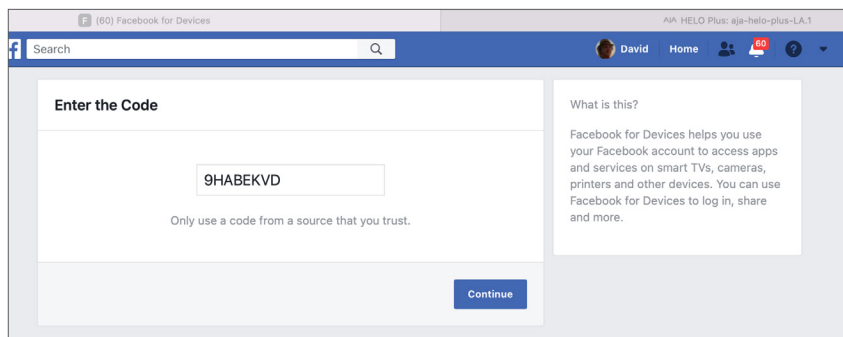 F (60) Facebook for Devices
AJA HELO Plus: aja-helo-plus-LA.1
f Search David Home 60 ?
Enter the Code
9HABEKVD
Only use a code from a source that you trust.
Continue
What is this?
Facebook for Devices helps you use
your Facebook account to access apps
and services on smart TVs, cameras,
printers and other devices. You can use
Facebook for Devices to log in, share
and more.